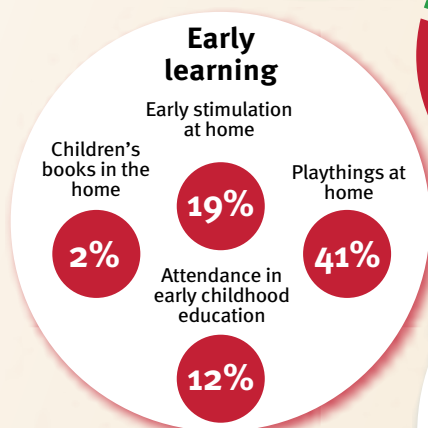 Early
learning
Early stimulation
at home
19%
Children's
books in the
home
2%
Playthings at
home
41%
Attendance in
early childhood
education
12%